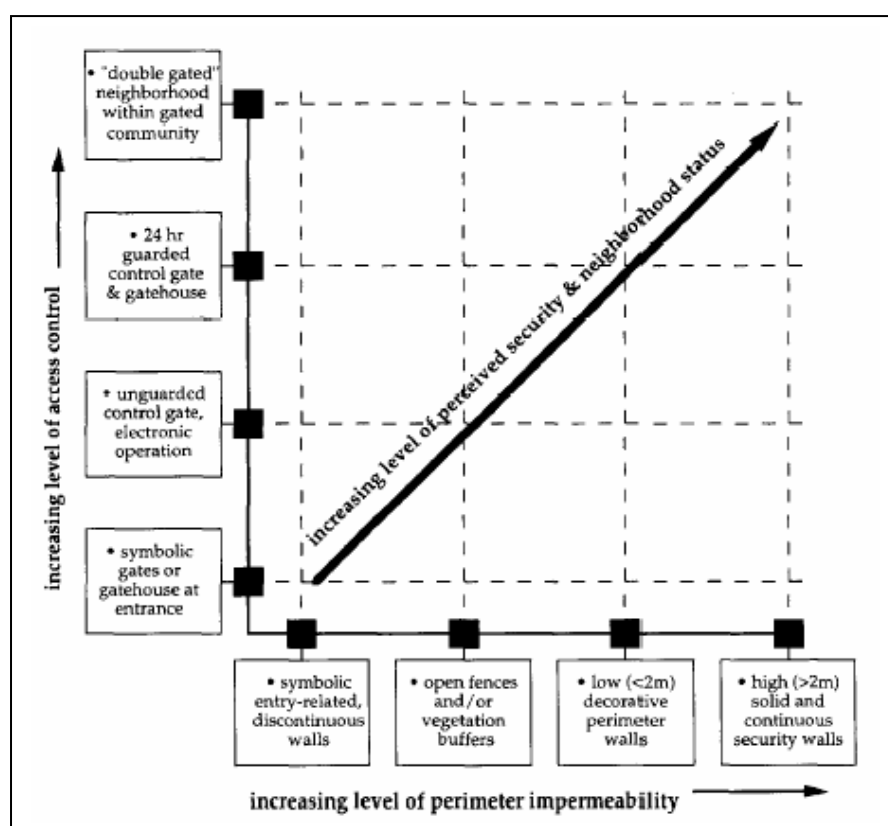 • "double gated"
neighborhood
within gated
community
• 24 hr
guarded
control gate
& gatehouse
• unguarded
control gate,
electronic
operation
• symbolic
gates or
gatehouse at
entrance
increasing level of access control
increasing level of perceived security & neighborhood status
• symbolic
entry-related,
discontinuous
walls
• open fences
and/or
vegetation
buffers
• low (<2m)
decorative
perimeter
walls
• high (>2m)
solid and
continuous
security walls
increasing level of perimeter impermeability